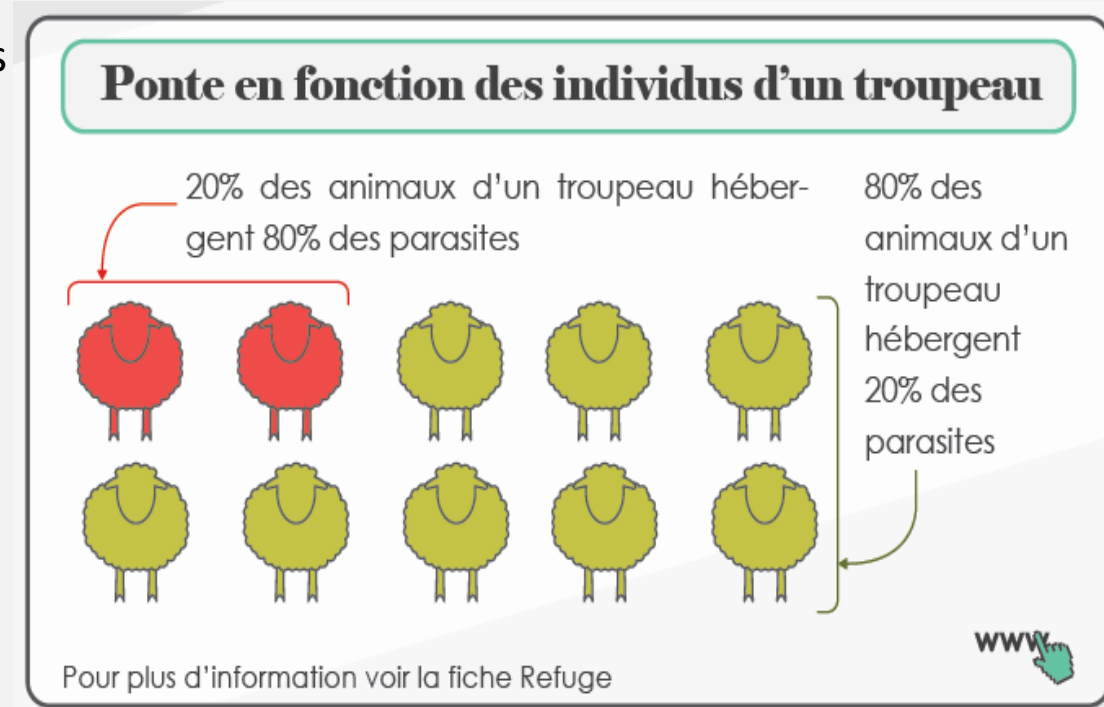 s
Ponte en fonction des individus d'un troupeau
20% des animaux d'un troupeau héber-
gent 80% des parasites
80% des
animaux d'un
troupeau
hébergent
20% des
parasites
www
Pour plus d'information voir la fiche Refuge